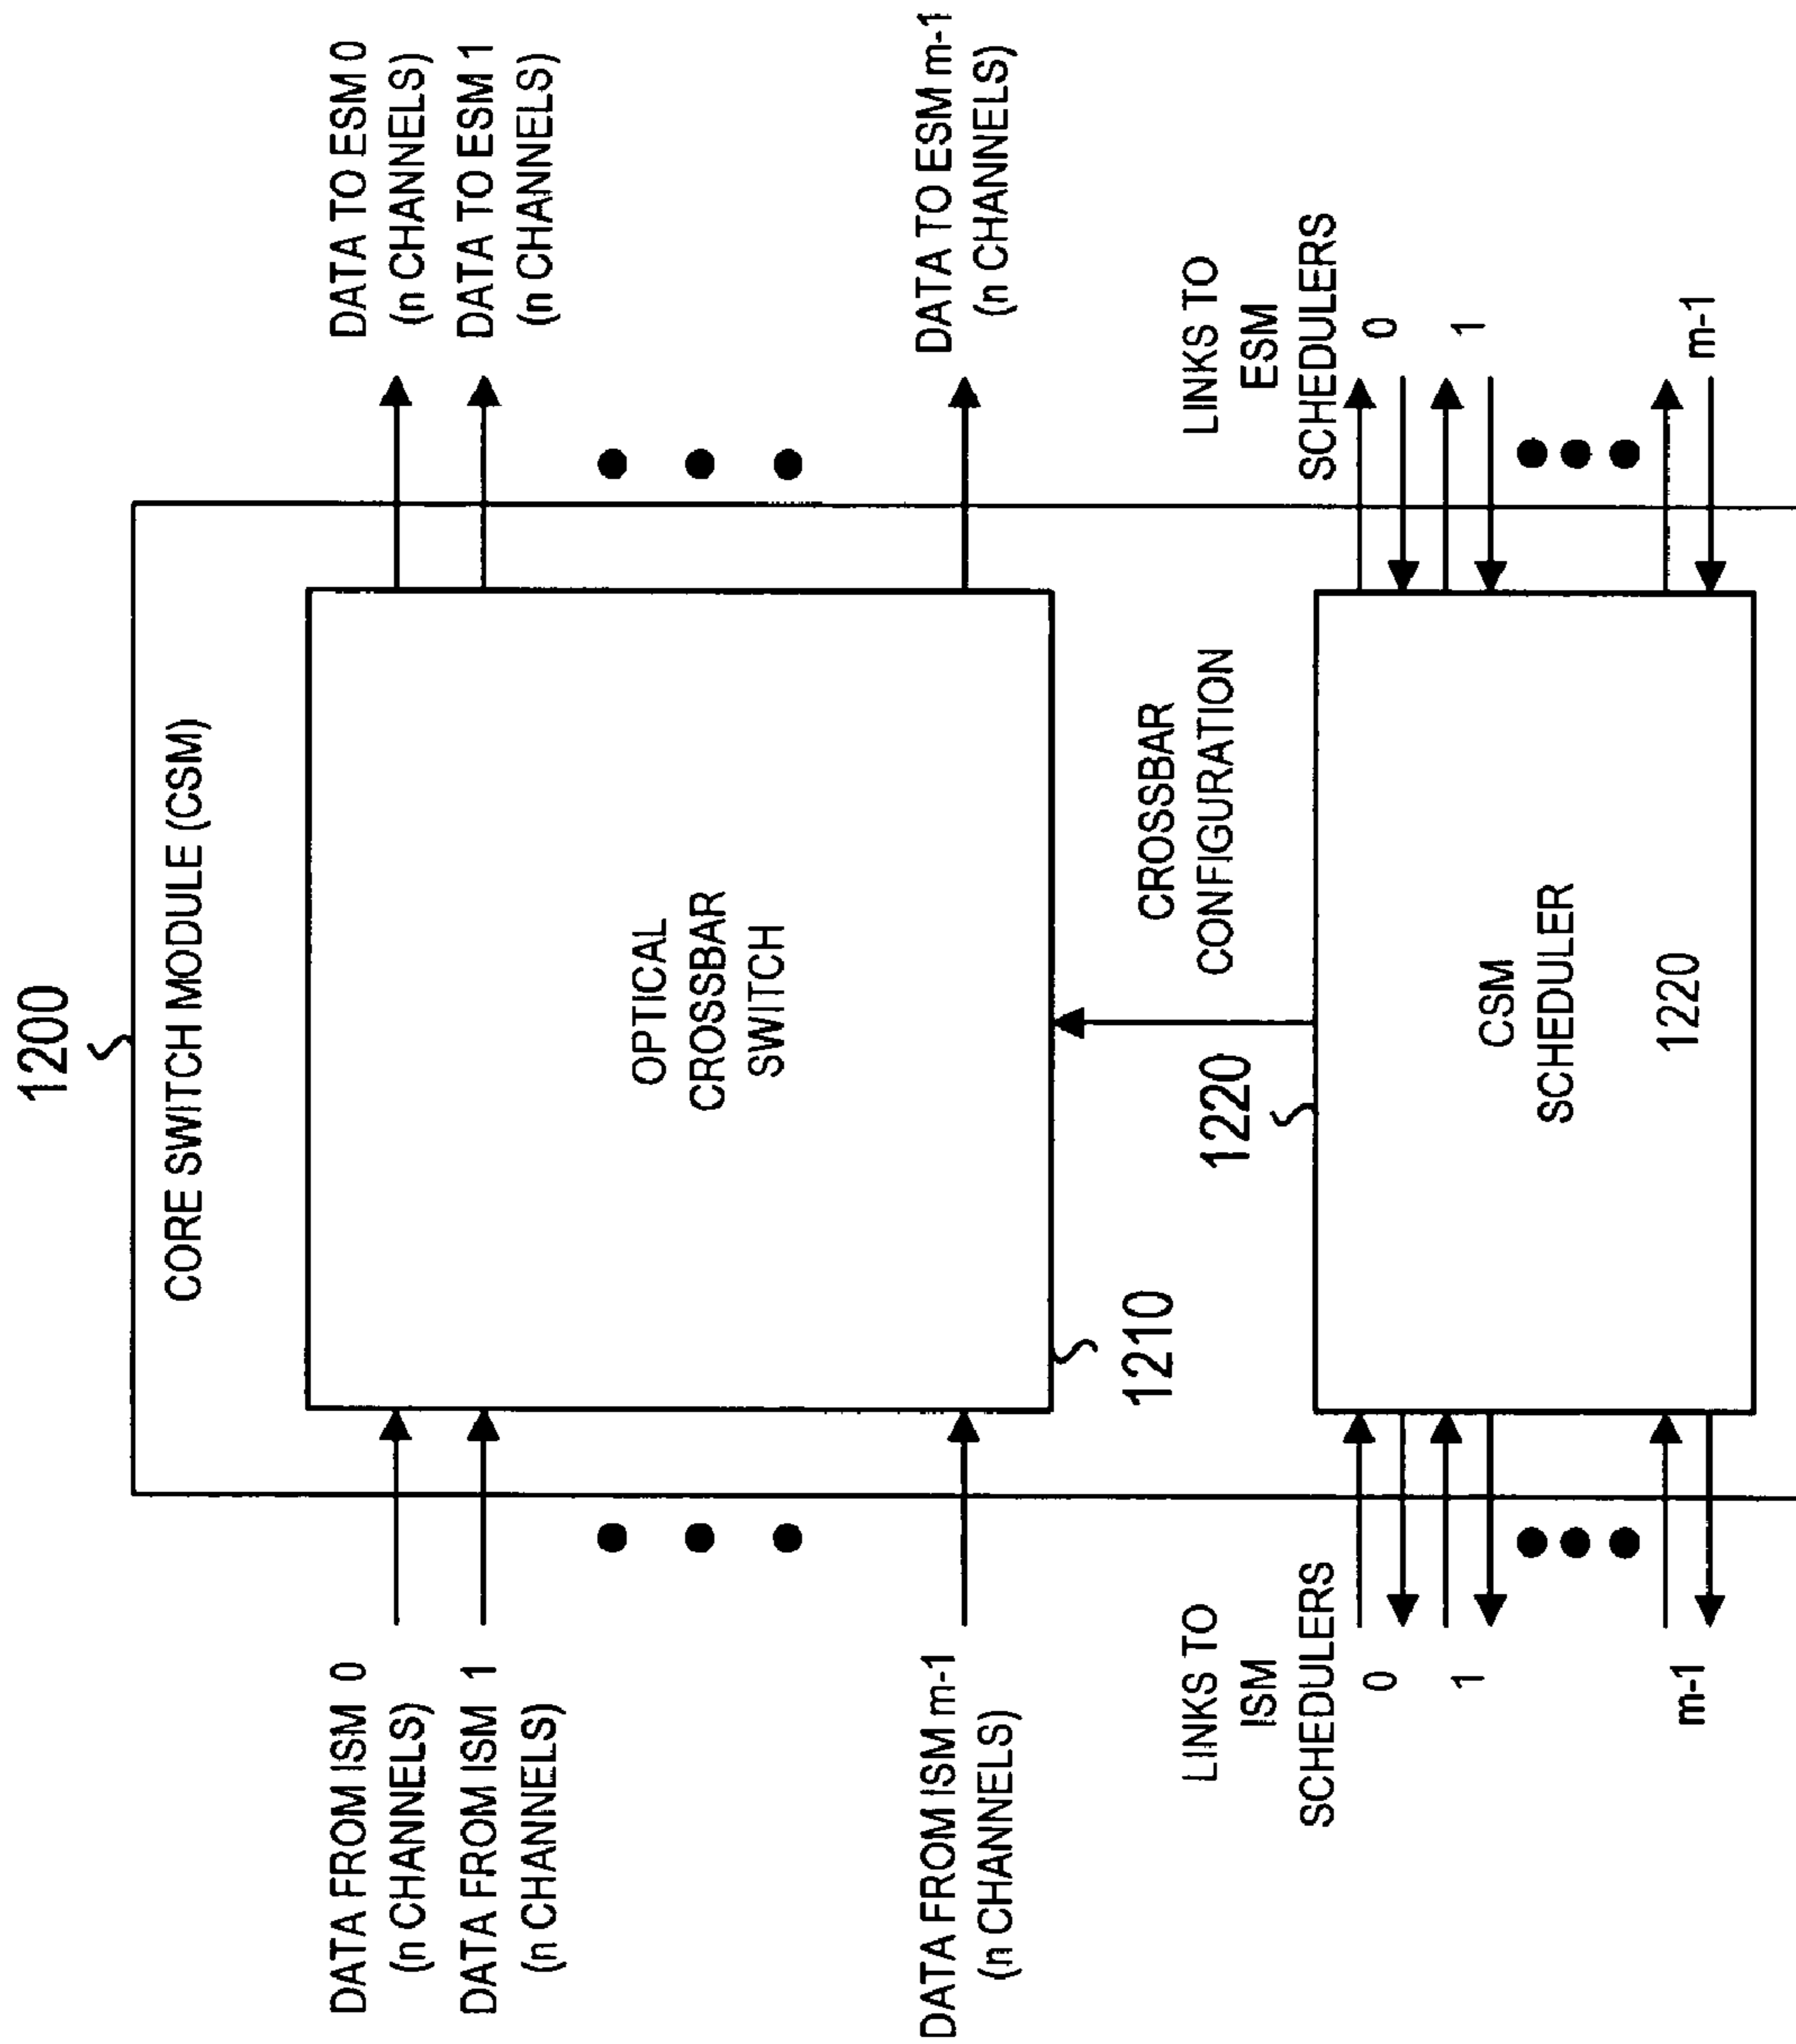 1200
CORE SWITCH MODULE (CSM)
DATA FROM ISM 0
(n CHANNELS)
DATA FROM ISM 1
(n CHANNELS)
DATA FROM ISM m-1
(n CHANNELS)
OPTICAL
CROSSBAR
SWITCH
1210
DATA TO ESM 0
(n CHANNELS)
DATA TO ESM 1
(n CHANNELS)
DATA TO ESM m-1
(n CHANNELS)
CROSSBAR
CONFIGURATION
1220
LINKS TO
ISM
SCHEDULERS
0
1
m-1
CSM
SCHEDULER
1220
LINKS TO
ESM
SCHEDULERS
0
1
m-1